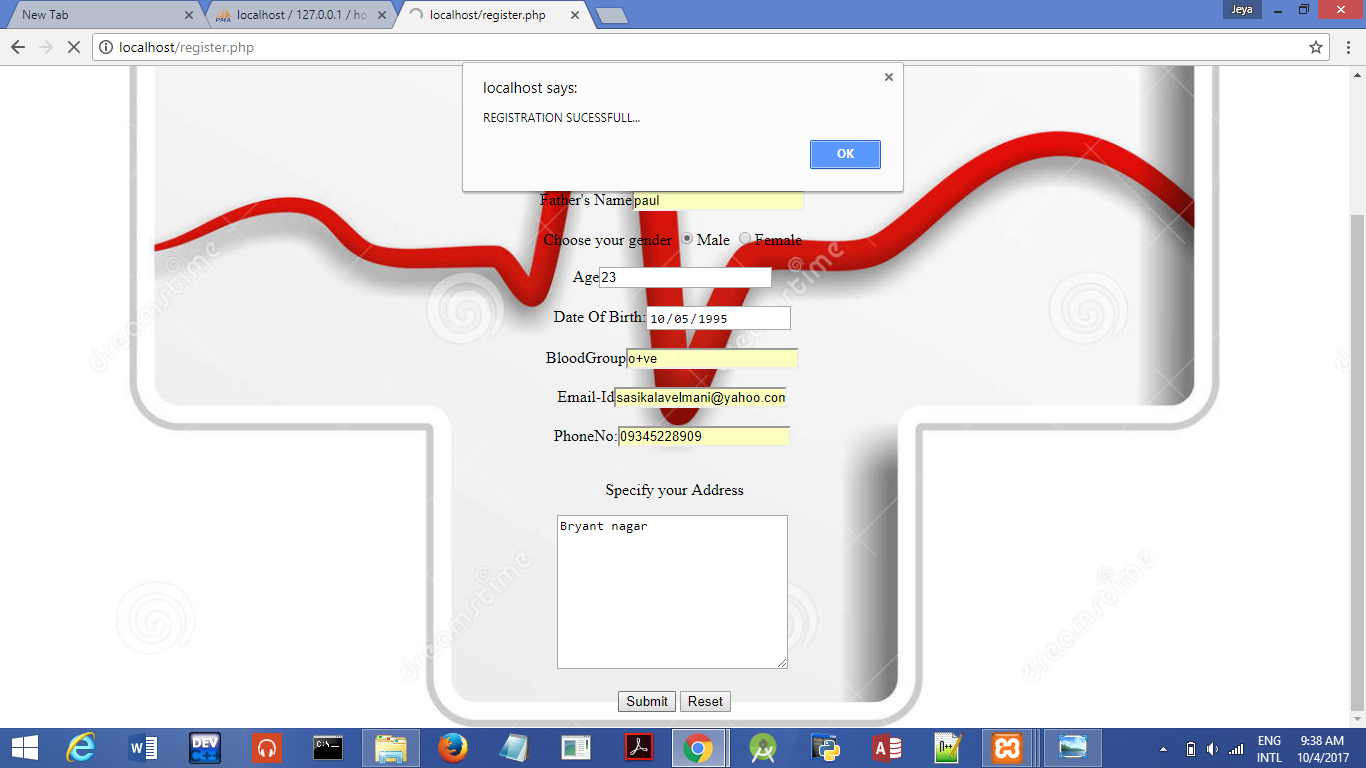 New Tab
localhost / 127.0.0.1 / ho
localhost/register.php
Jeya
localhost/register.php
localhost says:
REGISTRATION SUCESSFULL...
OK
Father's Name paul
Choose your gender Male Female
Age 23
Date Of Birth: 10/05/1995
BloodGroup o+ve
Email-Id sasikalavelmani@yahoo.com
PhoneNo: 09345228909
Specify your Address
Bryant nagar
Submit Reset
dreamstime
dreamstime
dreamstime
dreamstime
ENG
INTL
9:38 AM
10/4/2017